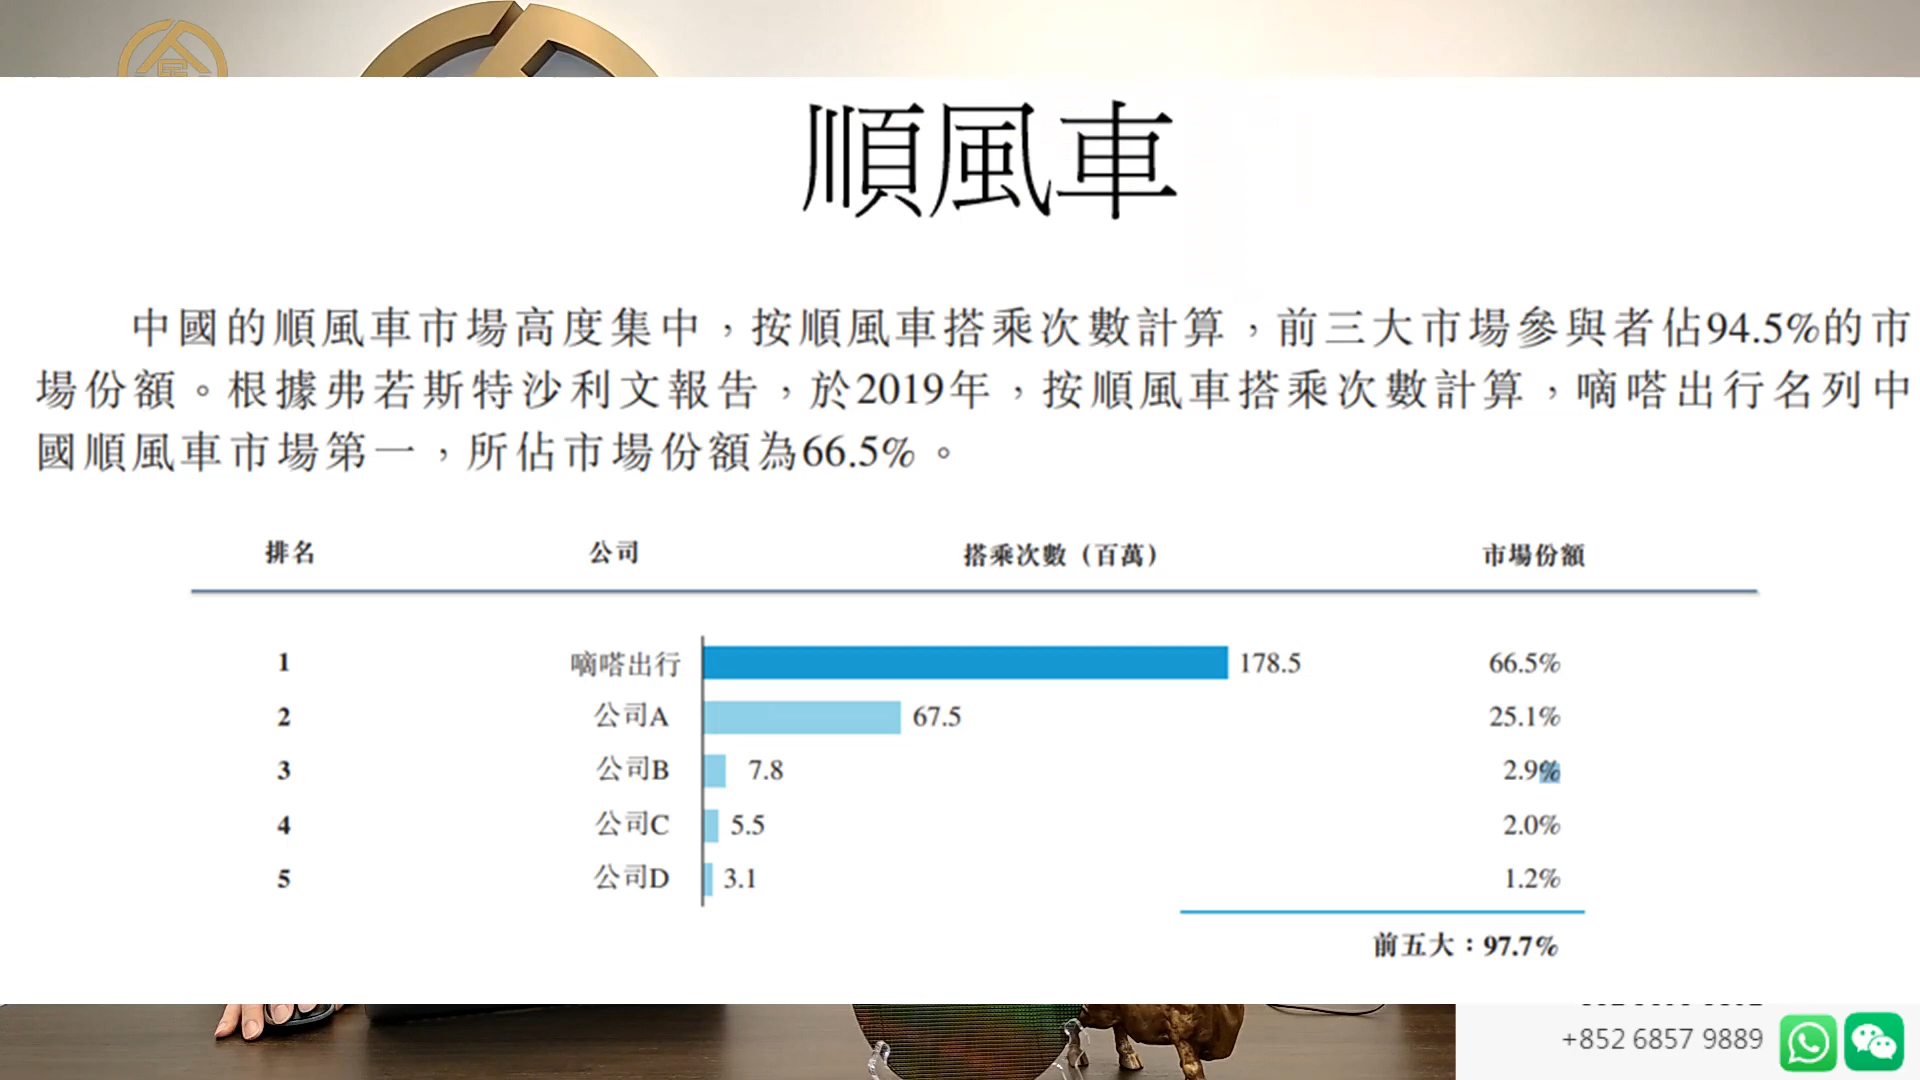 順風車
中國的順風車市場高度集中，按順風車搭乘次數計算，前三大市場參與者佔94.5%的市
場份額。根據弗若斯特沙利文報告，於2019年，按順風車搭乘次數計算，嘀嗒出行名列中
國順風車市場第一，所佔市場份額為66.5%。
排名 公司 搭乘次數（百萬） 市場份額
1 嘀嗒出行 178.5 66.5%
2 公司A 67.5 25.1%
3 公司B 7.8 2.9%
4 公司C 5.5 2.0%
5 公司D 3.1 1.2%
前五大：97.7%
+852 6857 9889